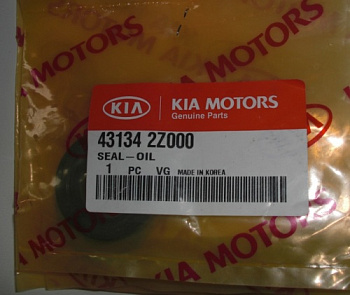 KIA MOTORS
KIA MOTORS
KIA
KIA MOTORS
Genuine Parts
43134 2Z000
SEAL-OIL
1 PC VG MADE IN KOREA
KIA MOTORS